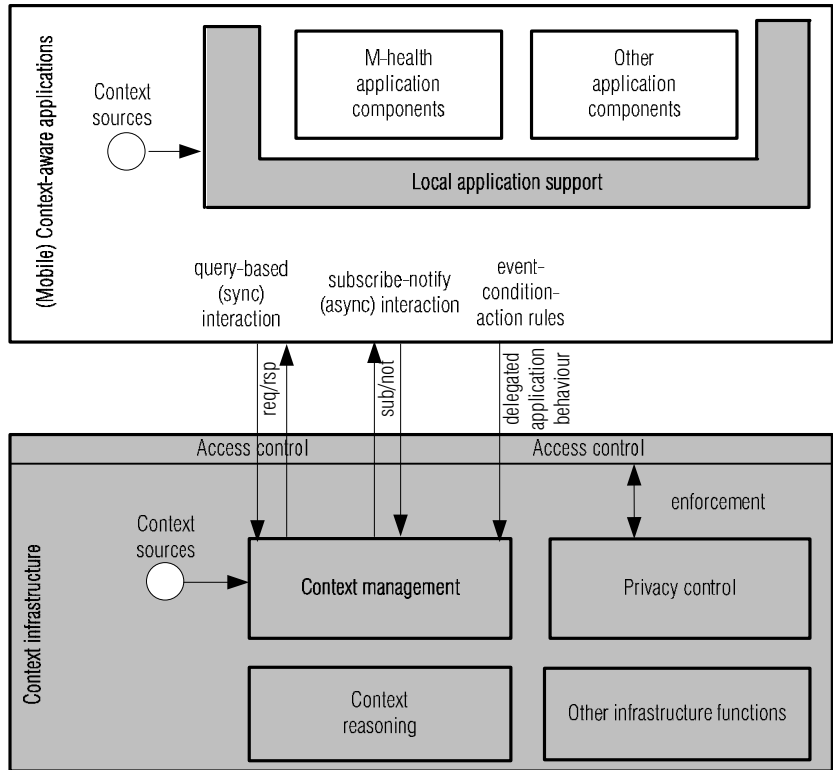 (Mobile) Context-aware applications
Context
sources
M-health
application
components
Other
application
components
Local application support
query-based
(sync)
interaction
subscribe-notify
(async) interaction
event-
condition-
action rules
req/rsp
sub/not
delegated
application
behaviour
Access control
Access control
Context infrastructure
enforcement
Context
sources
Context management
Privacy control
Context
reasoning
Other infrastructure functions